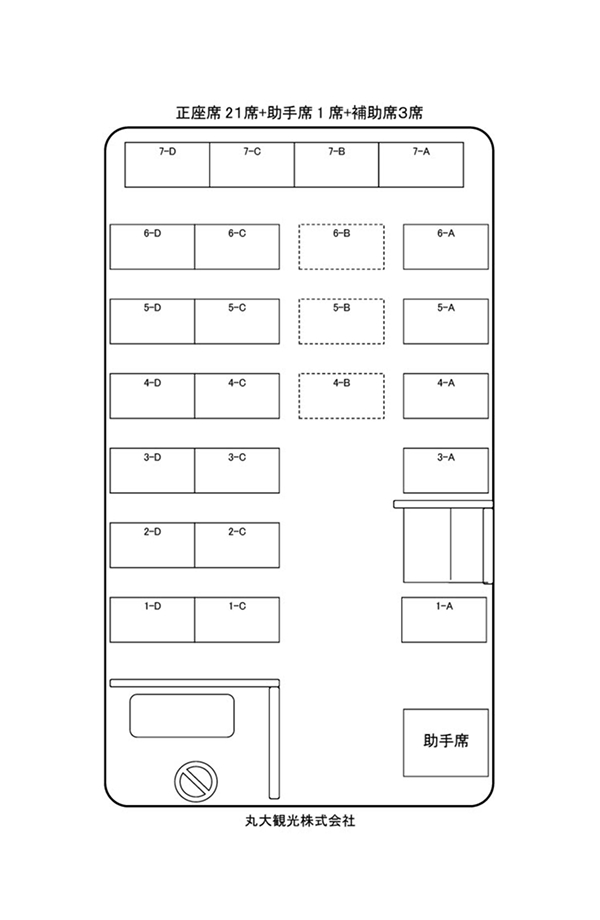 正座席 21席+助手席 1 席+補助席3席
7-D 7-C 7-B 7-A
6-D 6-C 6-B 6-A
5-D 5-C 5-B 5-A
4-D 4-C 4-B 4-A
3-D 3-C 3-A
2-D 2-C
1-D 1-C 1-A
助手席
丸大観光株式会社